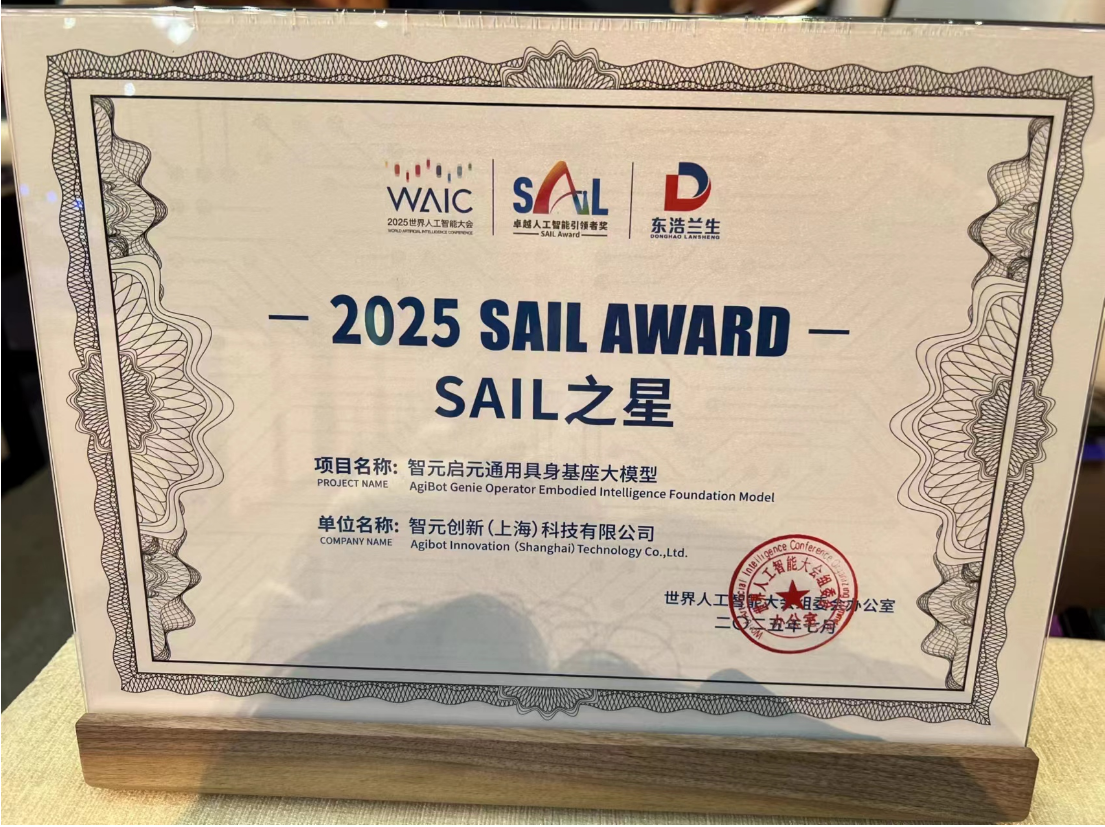 WAIC
2025世界人工智能大会
WORLD ARTIFICIAL INTELLIGENCE CONFERENCE
SAIL
卓越人工智能引领者奖
SAIL Award
东浩兰生
DONGHAO LANSHENG
2025 SAIL AWARD
SAIL之星
项目名称: 智元启元通用具身基座大模型
PROJECT NAME AgiBot Genie Operator Embodied Intelligence Foundation Model
单位名称: 智元创新(上海)科技有限公司
COMPANY NAME Agibot Innovation (Shanghai) Technology Co.,Ltd.
世界人工智能大会组委会办公室
二〇二五年七月